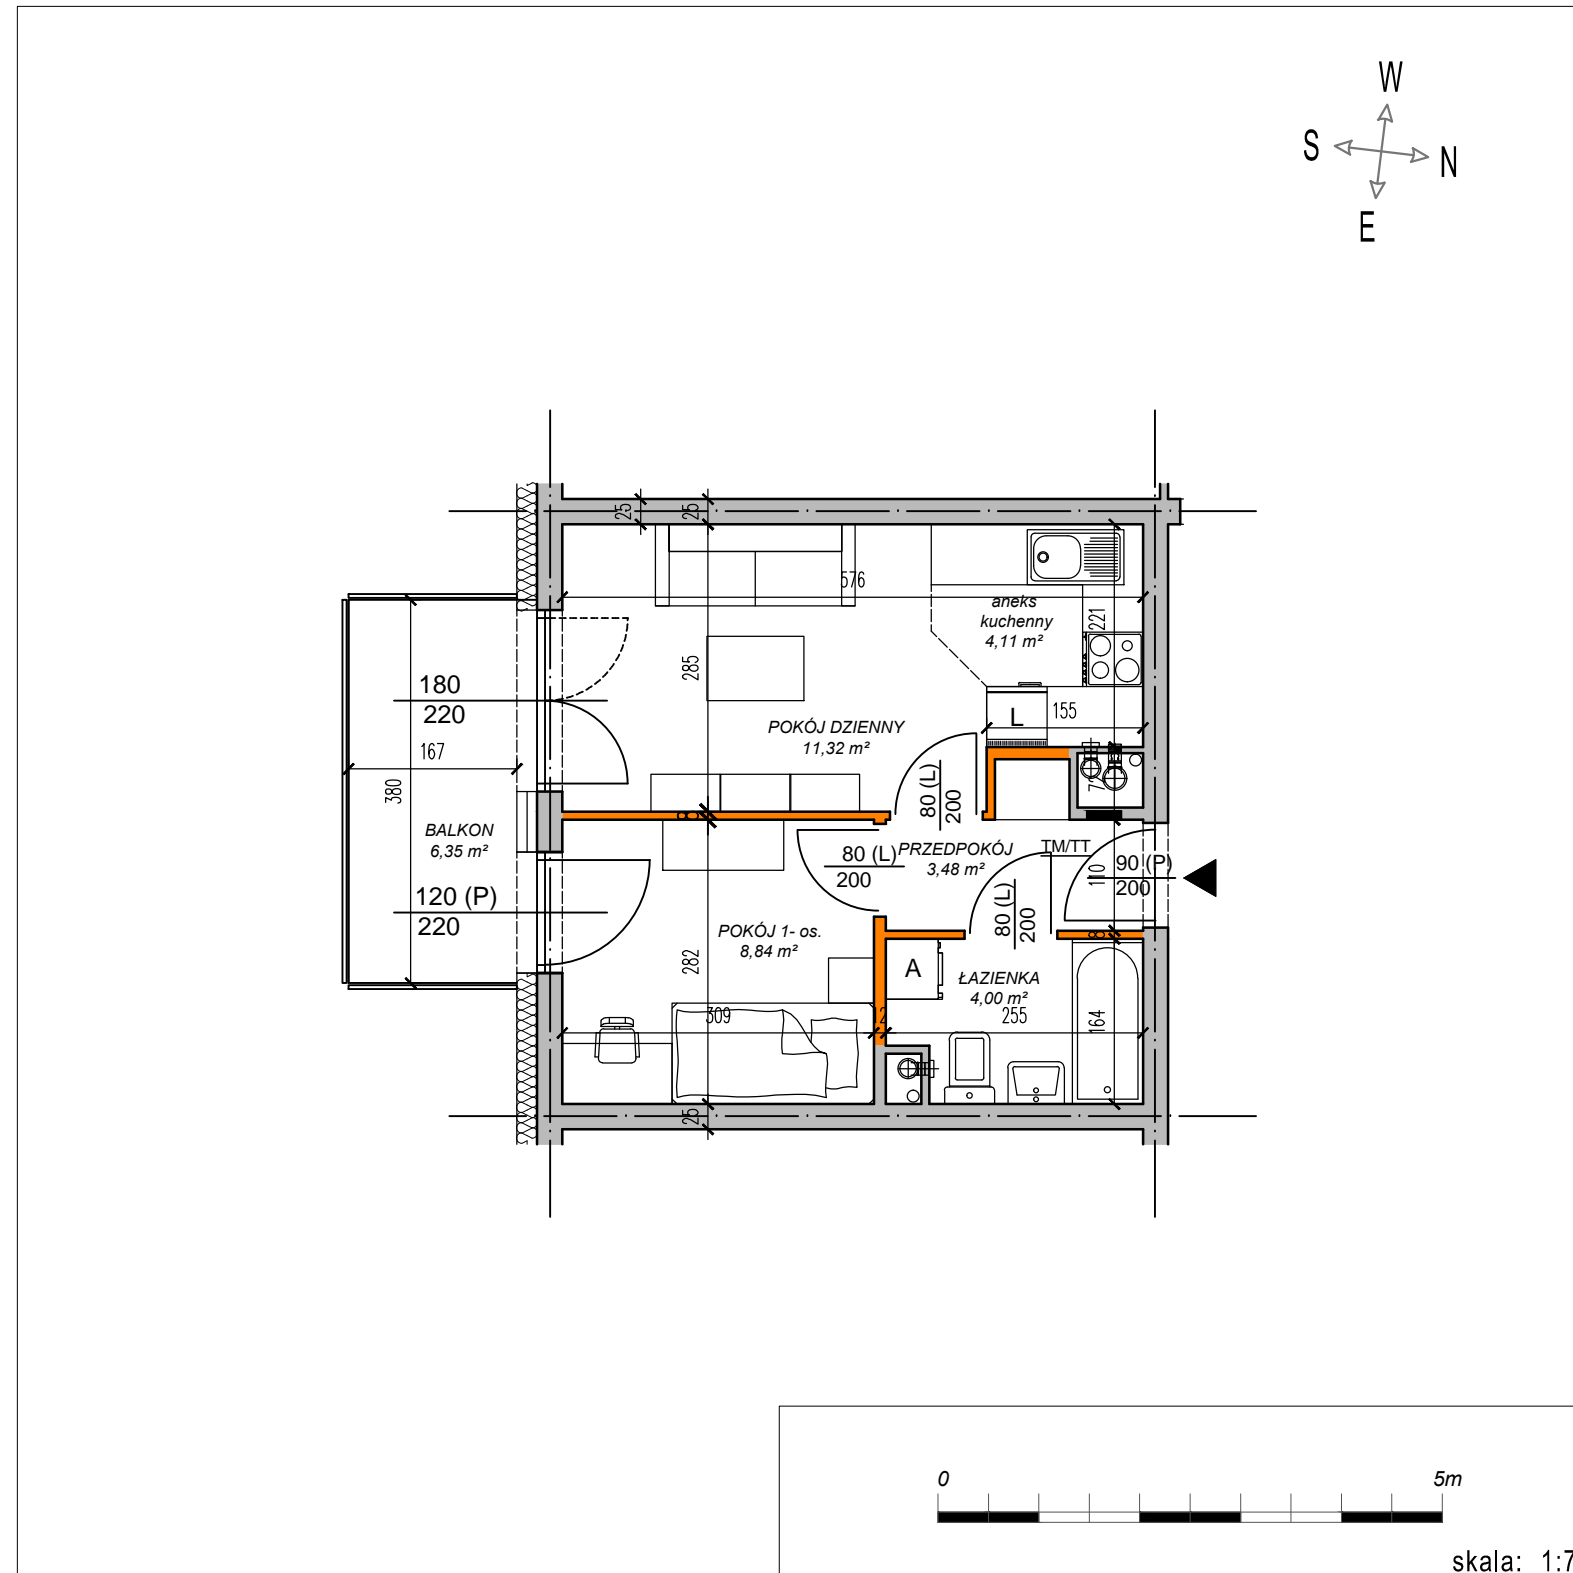 W
S
N
E
25
25
576
aneks
kuchenny
4,11 m²
221
285
180
220
155
L
POKÓJ DZIENNY
11,32 m²
167
380
80 (L)
200
8
BALKON
6,35 m²
80 (L)
200
PRZEDPOKÓJ
3,48 m²
TM/TT
110
90 (P)
200
120 (P)
220
80 (L)
200
8
POKÓJ 1- os.
8,84 m²
282
A
ŁAZIENKA
4,00 m²
309
2
255
164
25
0
5m
skala: 1:7